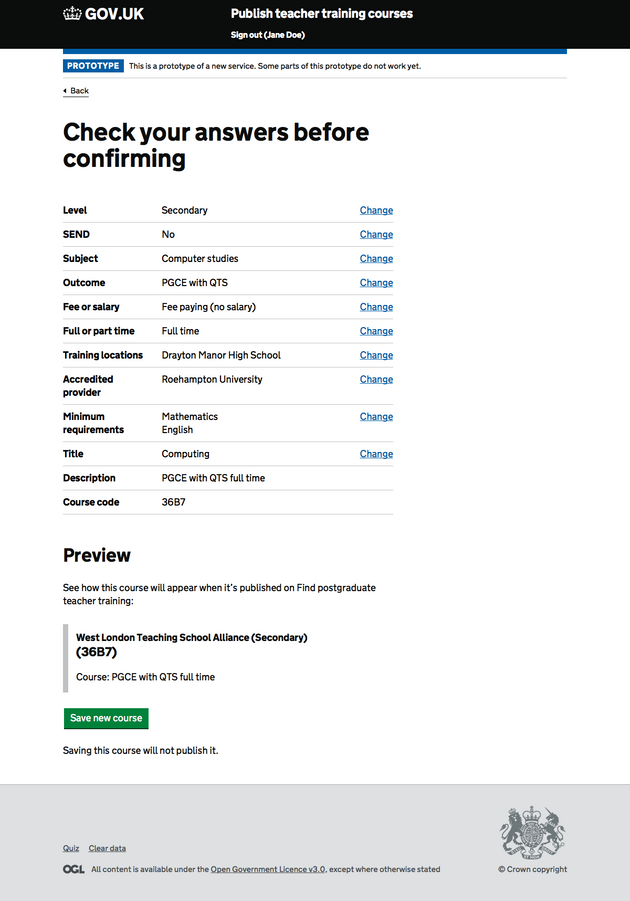 GOV.UK
Publish teacher training courses
Sign out (Jane Doe)
PROTOTYPE This is a prototype of a new service. Some parts of this prototype do not work yet.
Back
Check your answers before
confirming
Level Secondary Change
SEND No Change
Subject Computer studies Change
Outcome PGCE with QTS Change
Fee or salary Fee paying (no salary) Change
Full or part time Full time Change
Training locations Drayton Manor High School Change
Accredited Roehampton University Change
provider
Minimum Mathematics Change
requirements English
Title Computing Change
Description PGCE with QTS full time
Course code 36B7
Preview
See how this course will appear when it's published on Find postgraduate
teacher training:
West London Teaching School Alliance (Secondary)
(36B7)
Course: PGCE with QTS full time
Save new course
Saving this course will not publish it.
Quiz Clear data
OGL All content is available under the Open Government Licence v3.0, except where otherwise stated
© Crown copyright